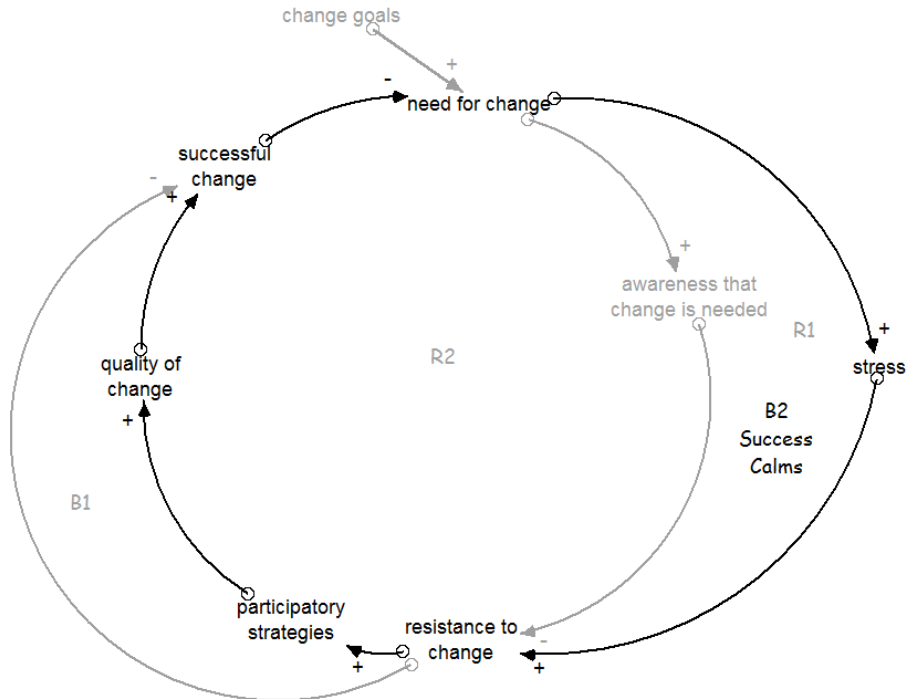 change goals
+
-
need for change
successful
change
-
+
+
awareness that
change is needed
R1
+
R2
quality of
change
stress
+
B2
Success
Calms
B1
participatory
strategies
resistance to
change
-
+
+